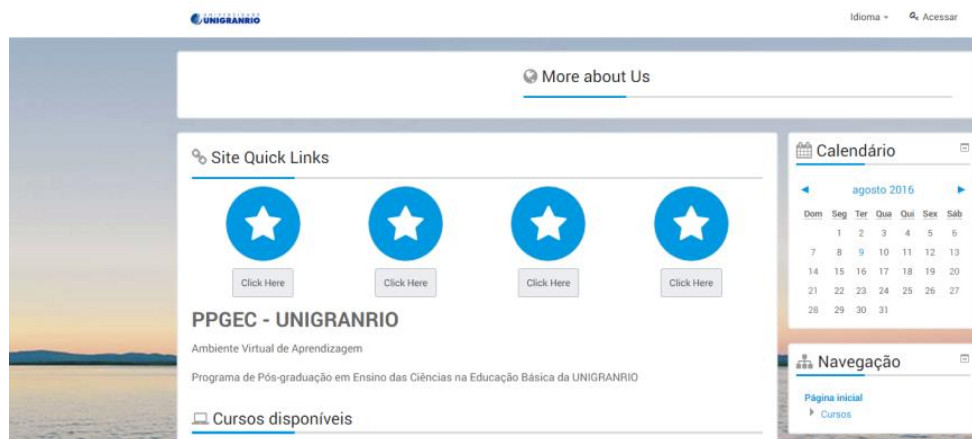 UNIVERSIDADE
UNIGRANRIO
Idioma
Acessar
More about Us
Site Quick Links
Click Here
Click Here
Click Here
Click Here
PPGEC - UNIGRANRIO
Ambiente Virtual de Aprendizagem
Programa de Pós-graduação em Ensino das Ciências na Educação Básica da UNIGRANRIO
Cursos disponíveis
Calendário
agosto 2016
Dom Seg Ter Qua Qui Sex Sáb
1 2 3 4 5 6
7 8 9 10 11 12 13
14 15 16 17 18 19 20
21 22 23 24 25 26 27
28 29 30 31
Navegação
Página inicial
Cursos